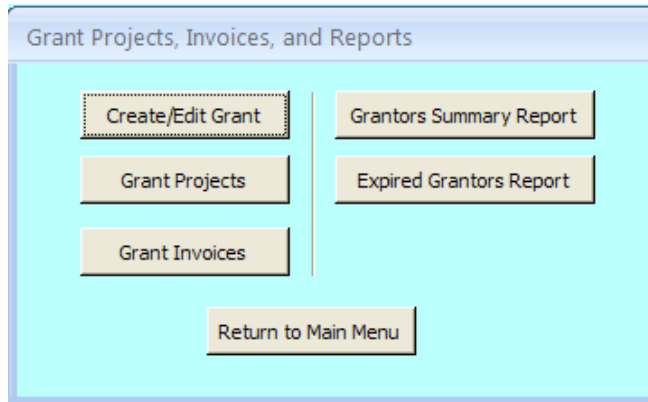 Grant Projects, Invoices, and Reports
Create/Edit Grant
Grant Projects
Grant Invoices
Grantors Summary Report
Expired Grantors Report
Return to Main Menu